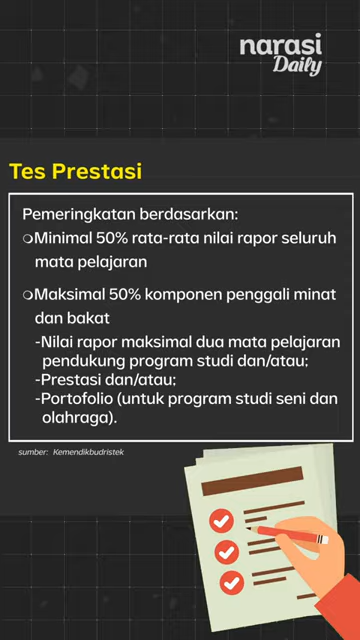 narasi
Daily
Tes Prestasi
Pemeringkatan berdasarkan:
❍Minimal 50% rata-rata nilai rapor seluruh
mata pelajaran
❍Maksimal 50% komponen penggali minat
dan bakat
-Nilai rapor maksimal dua mata pelajaran
pendukung program studi dan/atau;
-Prestasi dan/atau;
-Portofolio (untuk program studi seni dan
olahraga).
sumber: Kemendikbudristek